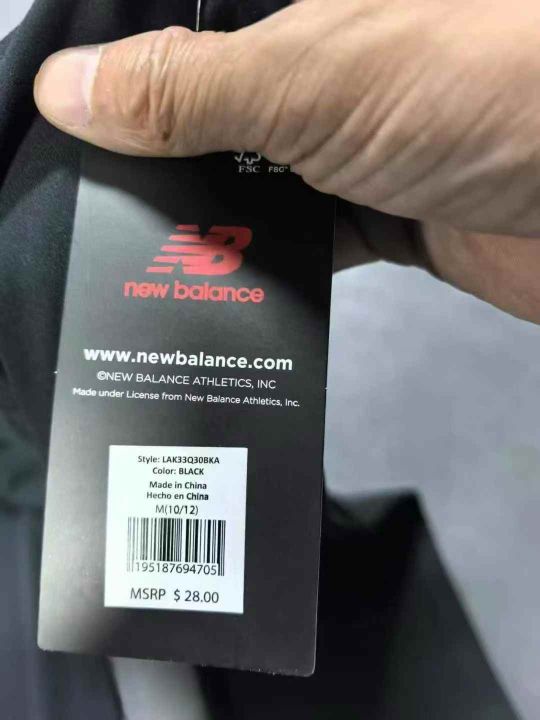 FSC
new balance
www.newbalance.com
©NEW BALANCE ATHLETICS, INC
Made under License from New Balance Athletics, Inc.
Style: LAK33Q30BKA
Color: BLACK
Made in China
Hecho en China
M(10/12)
195187694705
MSRP $ 28.00